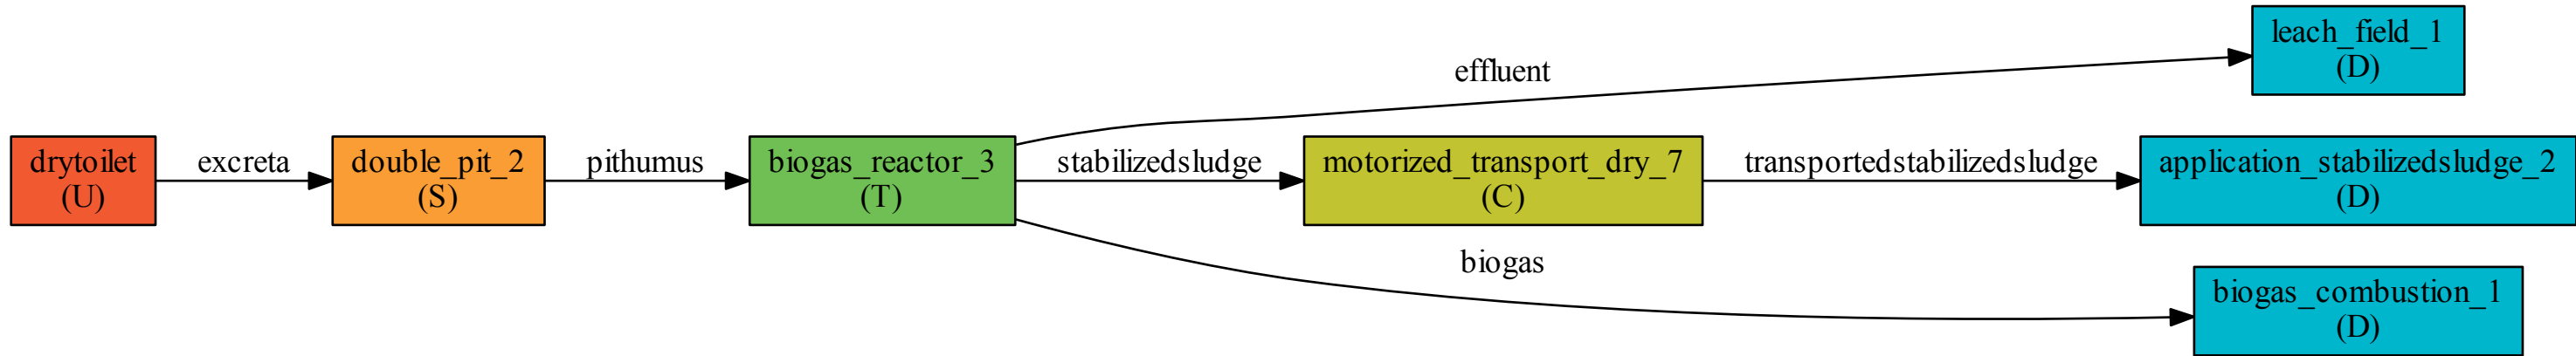 drytoilet
(U)
excreta
double_pit_2
(S)
pithumus
biogas_reactor_3
(T)
effluent
leach_field_1
(D)
stabilizedsludge
motorized_transport_dry_7
(C)
transportedstabilizedsludge
application_stabilizedsludge_2
(D)
biogas
biogas_combustion_1
(D)